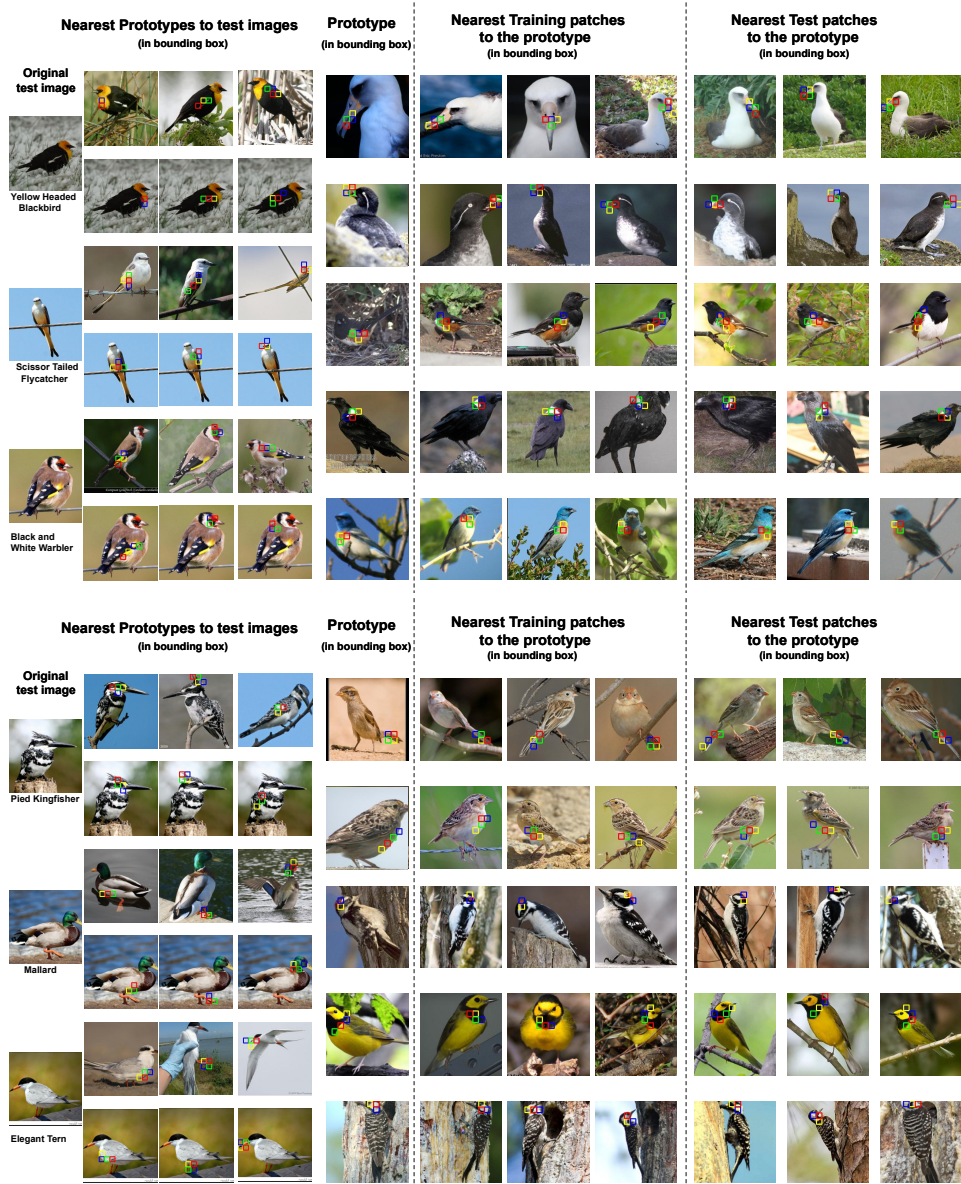 Nearest Prototypes to test images
(in bounding box)
Prototype
(in bounding box)
Nearest Training patches
to the prototype
(in bounding box)
Nearest Test patches
to the prototype
(in bounding box)
Original
test image
Yellow Headed
Blackbird
Scissor Tailed
Flycatcher
Black and
White Warbler
Nearest Prototypes to test images
(in bounding box)
Prototype
(in bounding box)
Nearest Training patches
to the prototype
(in bounding box)
Nearest Test patches
to the prototype
(in bounding box)
Original
test image
Pied Kingfisher
Mallard
Elegant Tern